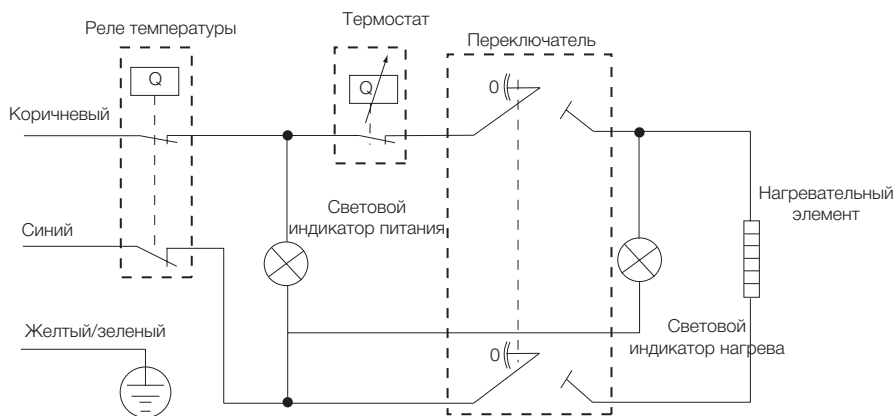 Реле температуры
Термостат
Переключатель
Q
Q
0
Коричневый
Синий
Световой
индикатор питания
Нагревательный
элемент
Желтый/зеленый
0
Световой
индикатор нагрева